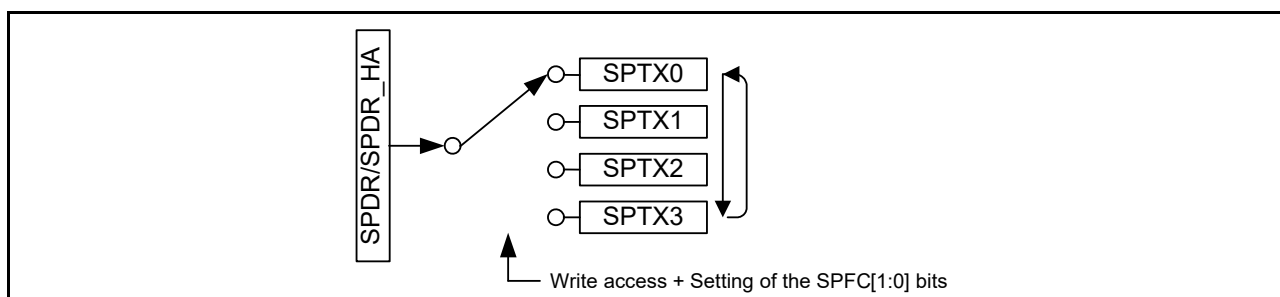 SPDR/SPDR_HA
SPTX0
SPTX1
SPTX2
SPTX3
Write access + Setting of the SPFC[1:0] bits